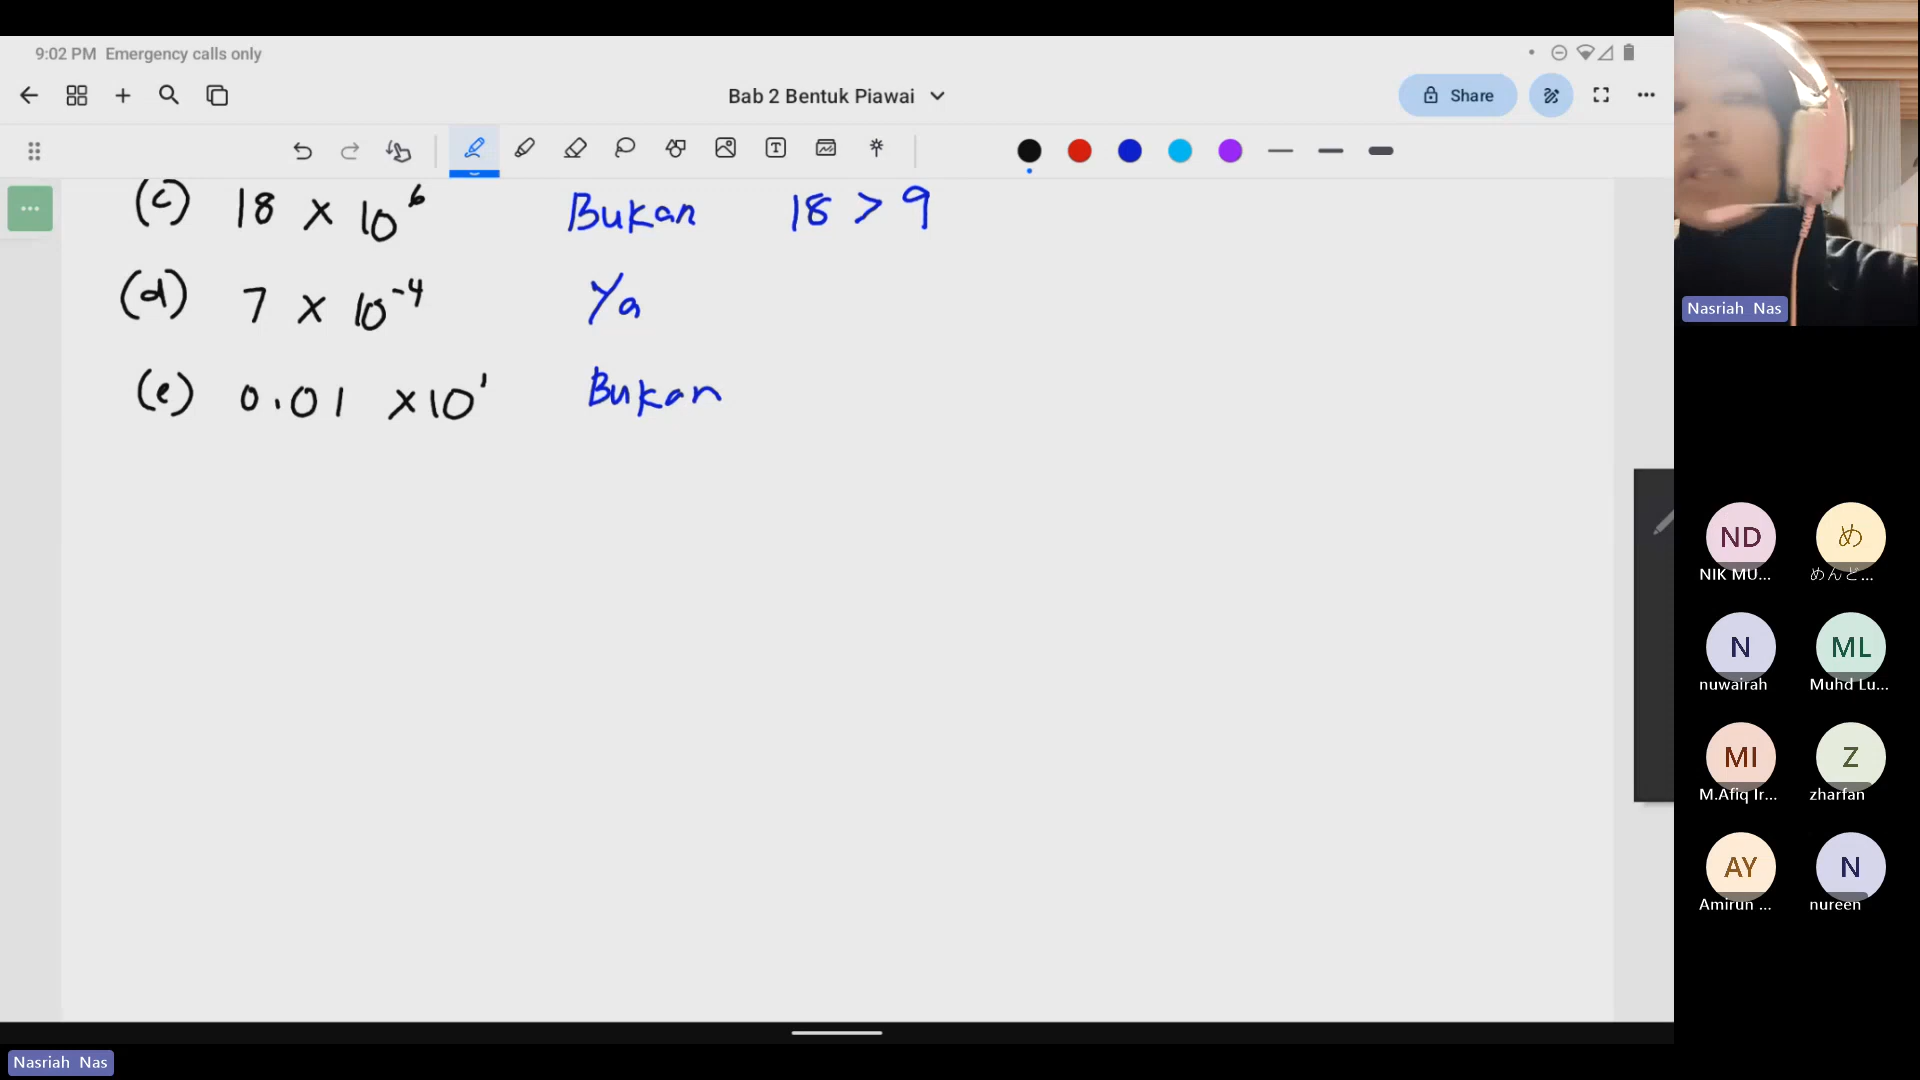 9:02 PM Emergency calls only
Bab 2 Bentuk Piawai
Share
(c) 18 × 10⁶ Bukan 18 > 9
(d) 7 × 10⁻⁴ Ya
(e) 0.01 × 10¹ Bukan
Nasriah Nas
ND
NIK MU...
め
めんど...
N
nuwairah
ML
Muhd Lu...
MI
M.Afiq Ir...
Z
zharfan
AY
Amirun ...
N
nureen
Nasriah Nas